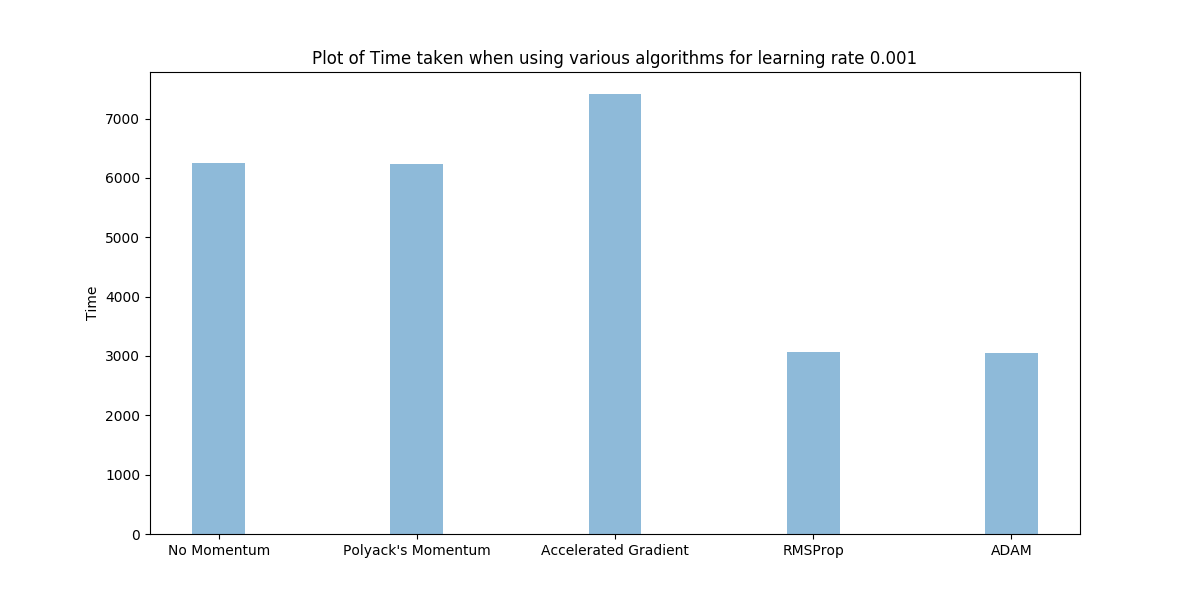 Plot of Time taken when using various algorithms for learning rate 0.001
7000
6000
5000
4000
3000
2000
1000
0
Time
No Momentum
Polyack's Momentum
Accelerated Gradient
RMSProp
ADAM